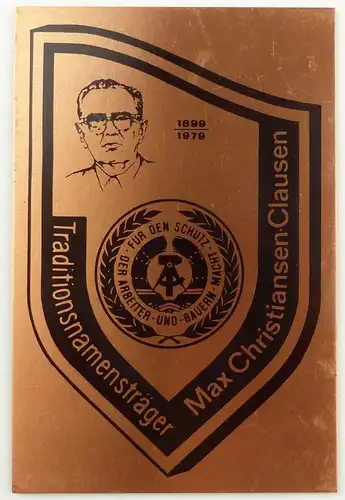 1899
1979
Traditionsnamensträger
Max Christiansen-Clausen
· FÜR DEN SCHUTZ ·
DER ARBEITER-UND-BAUERN MACHT